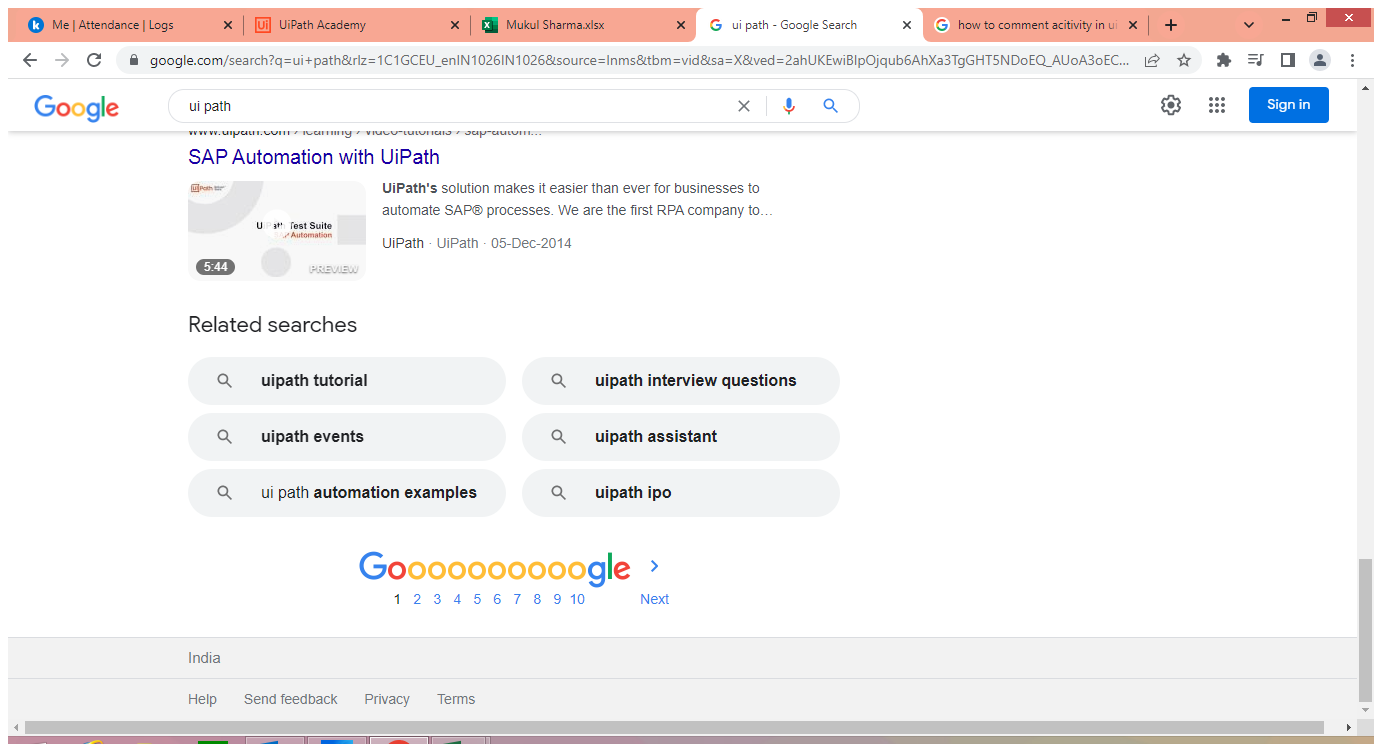 Me | Attendance | Logs
UiPath Academy
Mukul Sharma.xlsx
ui path - Google Search
how to comment acitivity in ui
google.com/search?q=ui+path&rlz=1C1GCEU_enIN1026IN1026&source=lnms&tbm=vid&sa=X&ved=2ahUKEwiBlpOjqub6AhXa3TgGHT5NDoEQ_AUoA3oEC...
Google
ui path
Sign in
www.uipath.com › learning › video-tutorials › sap-autom...
SAP Automation with UiPath
UiPath's solution makes it easier than ever for businesses to
automate SAP® processes. We are the first RPA company to…
UiPath · UiPath · 05-Dec-2014
UiPath
UiPath Test Suite
SAP Automation
5:44
PREVIEW
Related searches
uipath tutorial
uipath interview questions
uipath events
uipath assistant
ui path automation examples
uipath ipo
Goooooooooogle
1 2 3 4 5 6 7 8 9 10 Next
India
Help Send feedback Privacy Terms